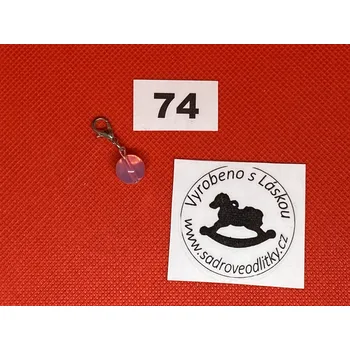 74
Vyrobeno s Láskou
www.sadroveodlitky.cz